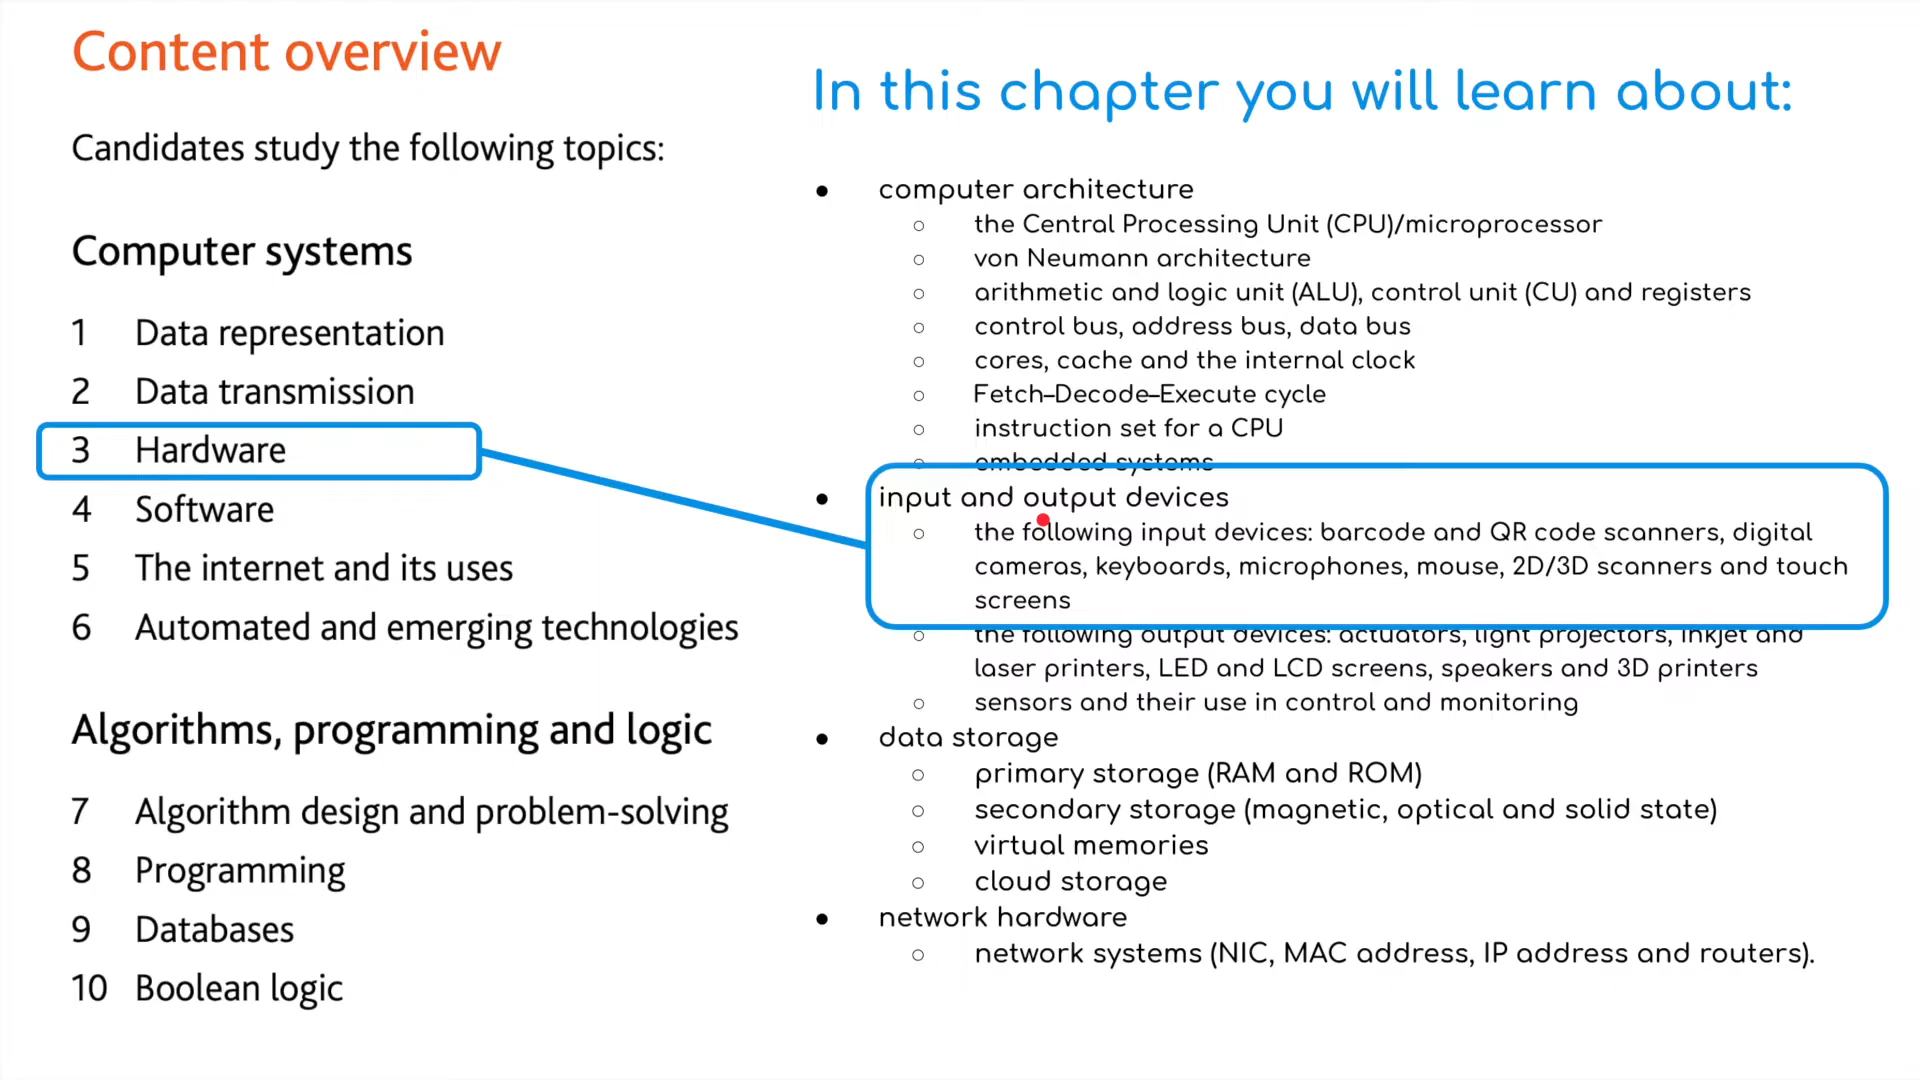 Content overview
Candidates study the following topics:
Computer systems
1 Data representation
2 Data transmission
3 Hardware
4 Software
5 The internet and its uses
6 Automated and emerging technologies
Algorithms, programming and logic
7 Algorithm design and problem-solving
8 Programming
9 Databases
10 Boolean logic
In this chapter you will learn about:
● computer architecture
○ the Central Processing Unit (CPU)/microprocessor
○ von Neumann architecture
○ arithmetic and logic unit (ALU), control unit (CU) and registers
○ control bus, address bus, data bus
○ cores, cache and the internal clock
○ Fetch–Decode–Execute cycle
○ instruction set for a CPU
○ embedded systems
● input and output devices
○ the following input devices: barcode and QR code scanners, digital
cameras, keyboards, microphones, mouse, 2D/3D scanners and touch
screens
○ the following output devices: actuators, light projectors, inkjet and
laser printers, LED and LCD screens, speakers and 3D printers
○ sensors and their use in control and monitoring
● data storage
○ primary storage (RAM and ROM)
○ secondary storage (magnetic, optical and solid state)
○ virtual memories
○ cloud storage
● network hardware
○ network systems (NIC, MAC address, IP address and routers).